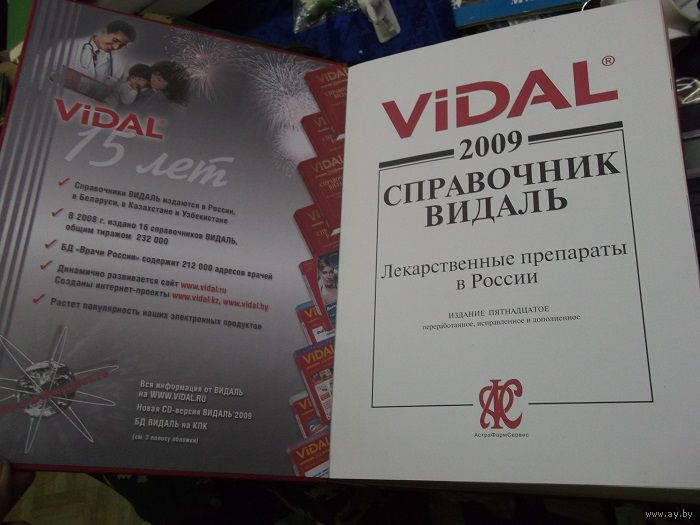 ViDAL
15 лет
Справочники ВИДАЛЬ издаются в России,
в Беларуси, в Казахстане и Узбекистане
В 2008 г. издано 16 справочников ВИДАЛЬ,
общим тиражом 232 000
БД «Врачи России» содержит 212 000 адресов врачей
Динамично развивается сайт www.vidal.ru
Созданы интернет-проекты www.vidal.kz, www.vidal.by
Растет популярность наших электронных продуктов
Вся информация от ВИДАЛЬ
на WWW.VIDAL.RU
Новая CD-версия ВИДАЛЬ'2009
БД ВИДАЛЬ на КПК
(см. 3 полосу обложки)
ViDAL
ViDAL®
2009
СПРАВОЧНИК
ВИДАЛЬ
Лекарственные препараты
в России
ИЗДАНИЕ ПЯТНАДЦАТОЕ
переработанное, исправленное и дополненное
АстраФармСервис
www.ay.by